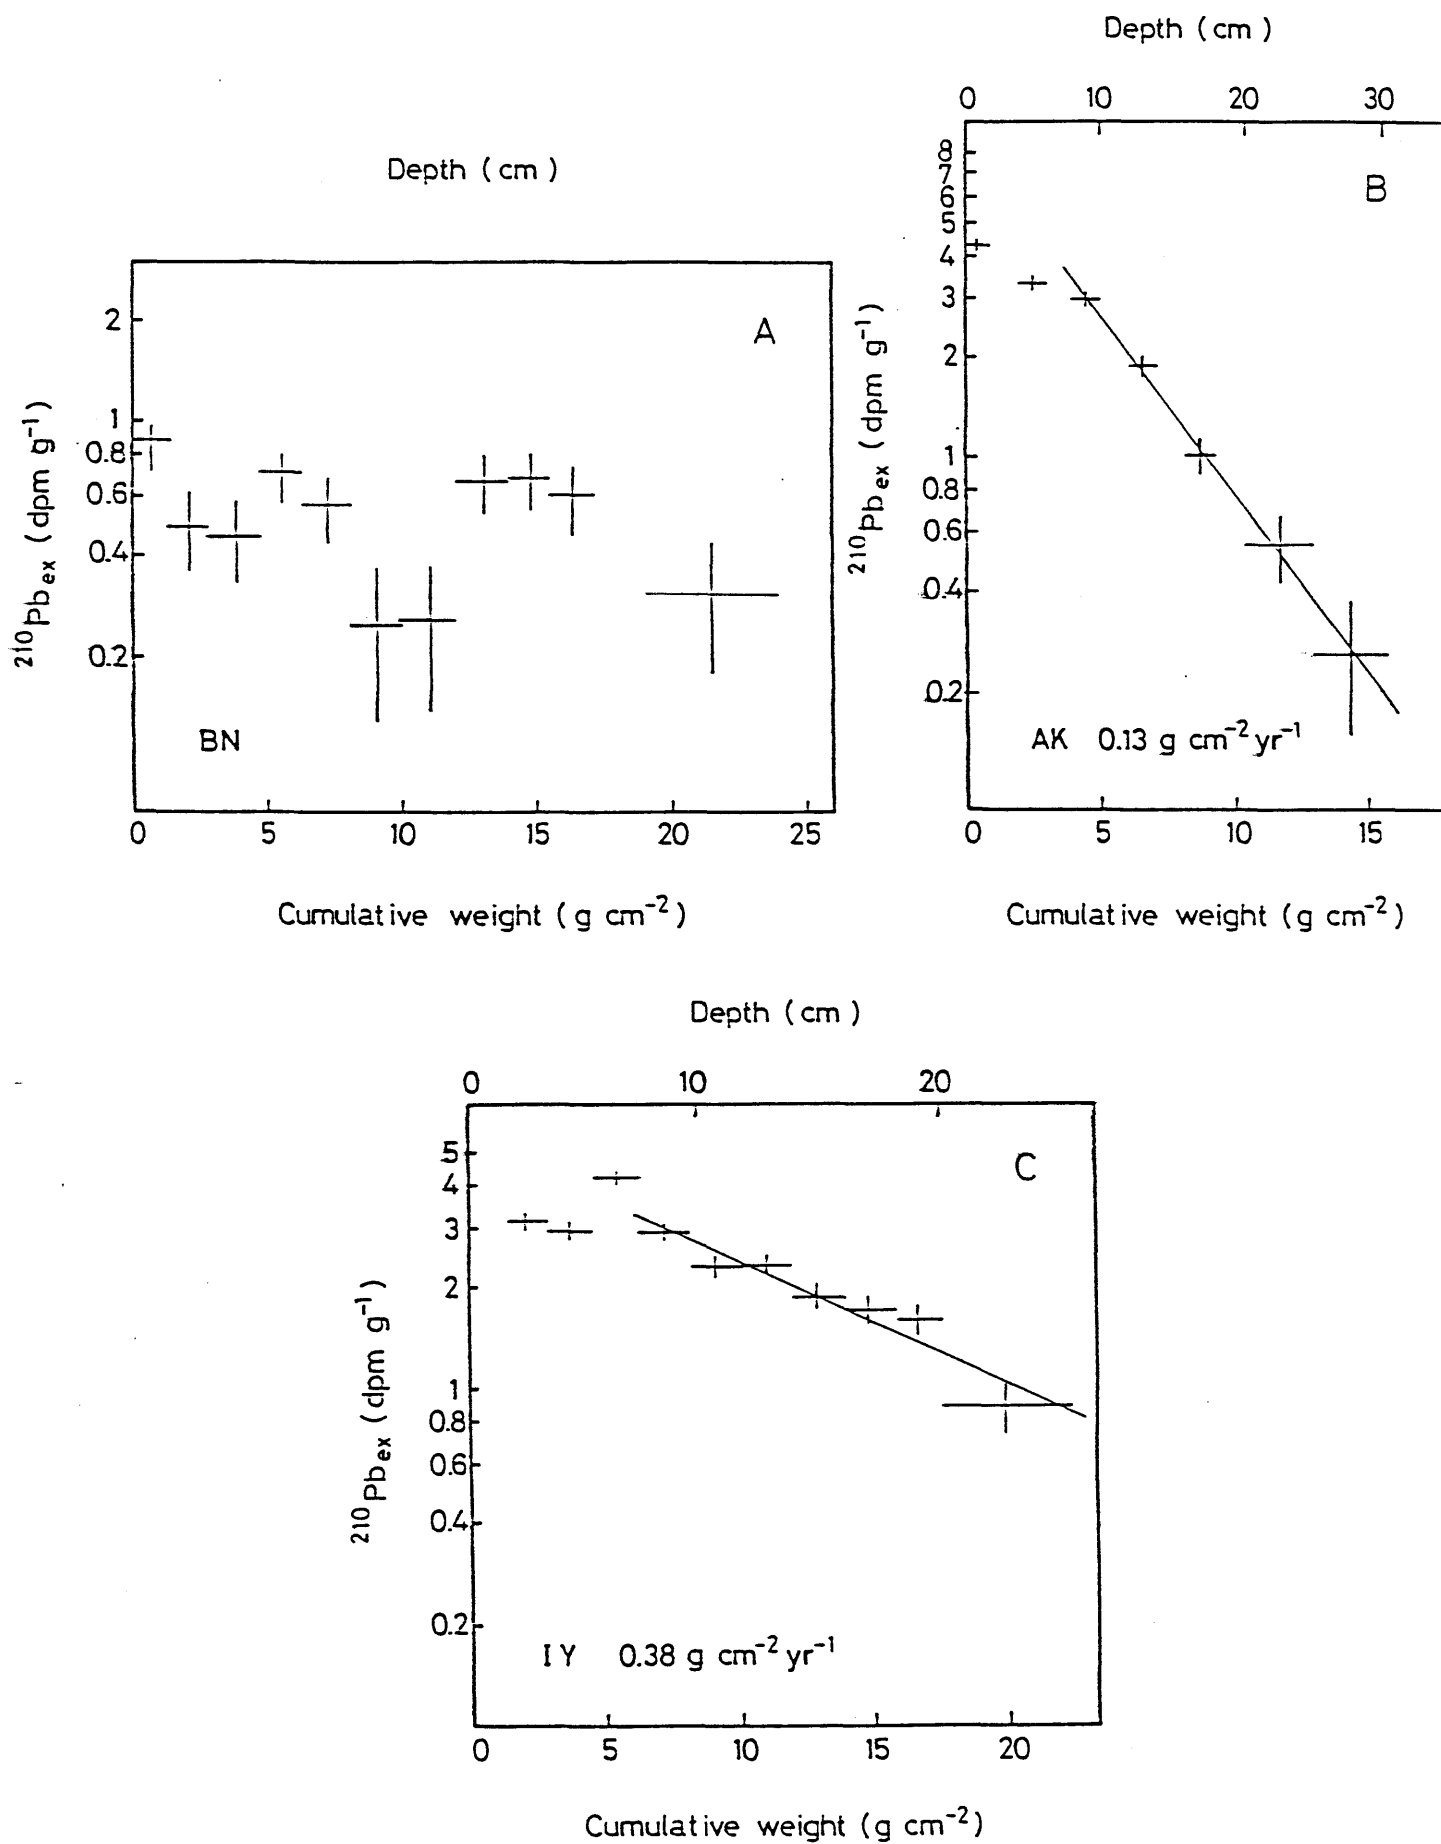 Depth (cm)
2
1
0.8
0.6
0.4
0.2
²¹⁰Pbₑₓ (dpm g⁻¹)
A
BN
0 5 10 15 20 25
Cumulative weight (g cm⁻²)
Depth (cm)
0 10 20 30
8
7
6
5
4
3
2
1
0.8
0.6
0.4
0.2
²¹⁰Pbₑₓ (dpm g⁻¹)
B
AK 0.13 g cm⁻² yr⁻¹
0 5 10 15
Cumulative weight (g cm⁻²)
Depth (cm)
0 10 20
5
4
3
2
1
0.8
0.6
0.4
0.2
²¹⁰Pbₑₓ (dpm g⁻¹)
C
IY 0.38 g cm⁻² yr⁻¹
0 5 10 15 20
Cumulative weight (g cm⁻²)